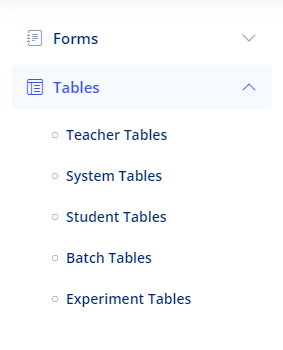 Forms
Tables
Teacher Tables
System Tables
Student Tables
Batch Tables
Experiment Tables